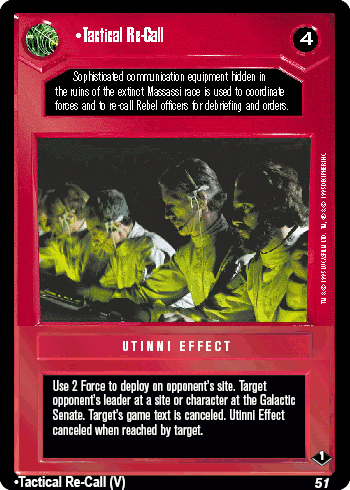 •Tactical Re-Call
4
Sophisticated communication equipment hidden in
the ruins of the extinct Massassi race is used to coordinate
forces and to re-call Rebel officers for debriefing and orders.
UTINNI EFFECT
Use 2 Force to deploy on opponent's site. Target
opponent's leader at a site or character at the Galactic
Senate. Target's game text is canceled. Utinni Effect
canceled when reached by target.
1
•Tactical Re-Call (V)
51